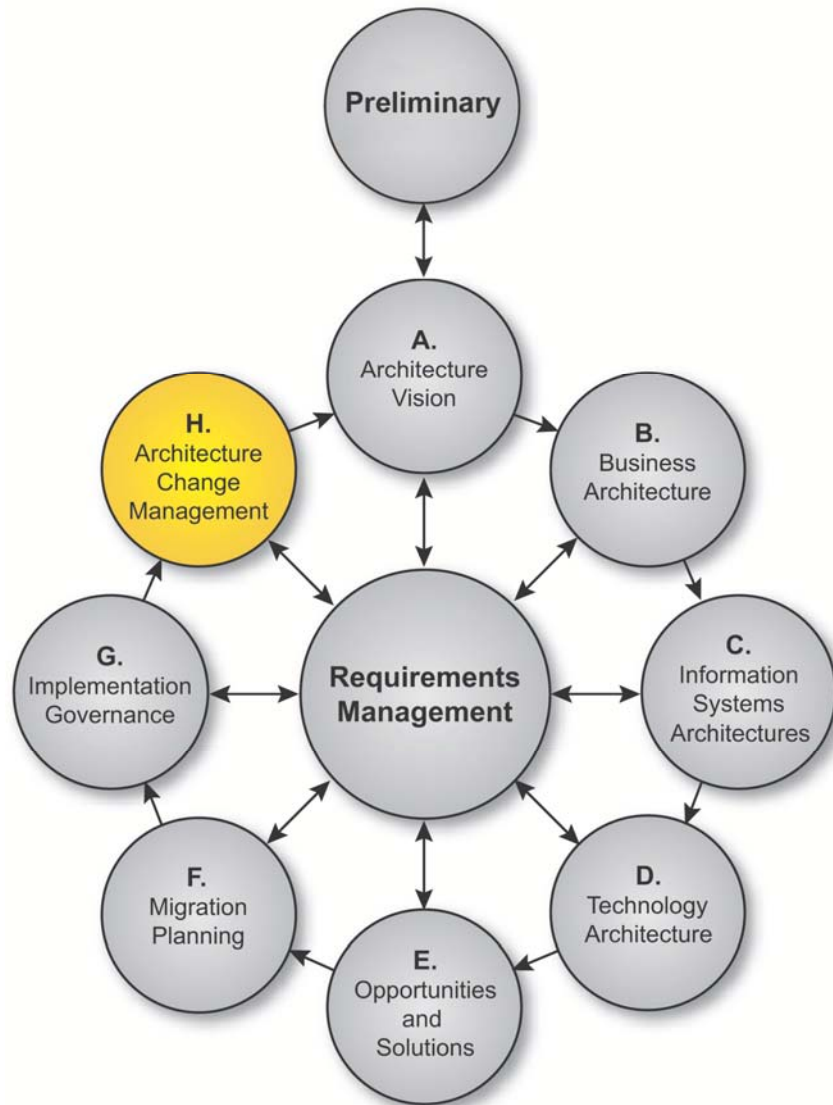 Preliminary
A.
Architecture
Vision
B.
Business
Architecture
C.
Information
Systems
Architectures
D.
Technology
Architecture
E.
Opportunities
and
Solutions
F.
Migration
Planning
G.
Implementation
Governance
H.
Architecture
Change
Management
Requirements
Management